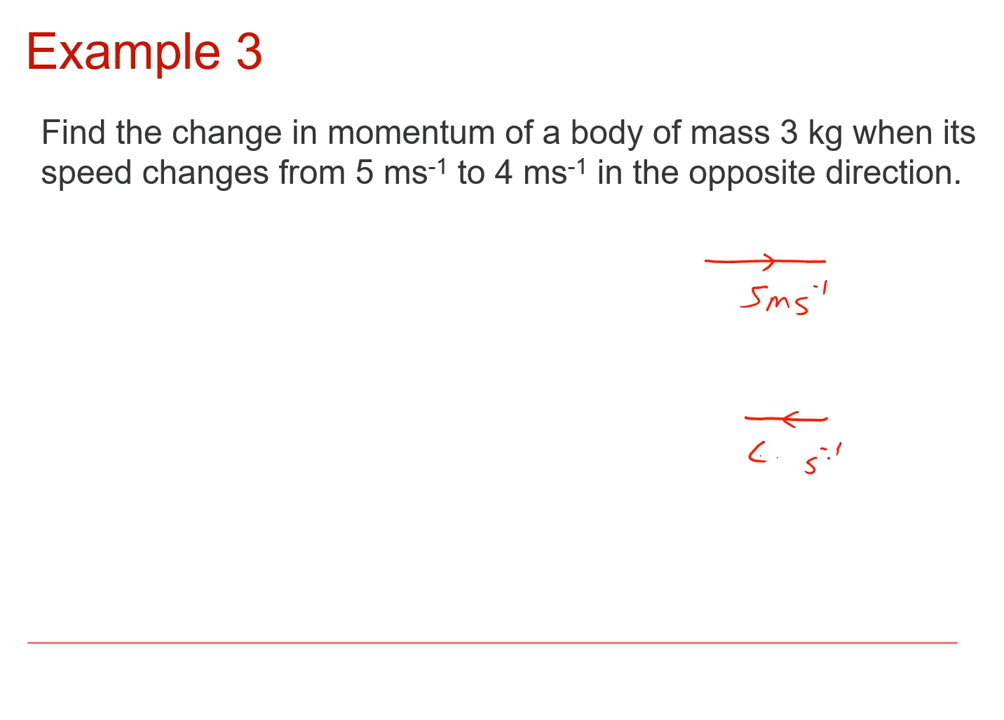 Example 3
Find the change in momentum of a body of mass 3 kg when its
speed changes from 5 ms⁻¹ to 4 ms⁻¹ in the opposite direction.
5ms⁻¹
s⁻¹